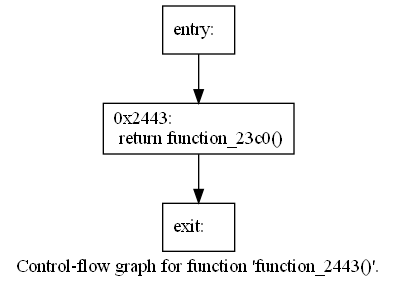 entry:
0x2443:
return function_23c0()
exit:
Control-flow graph for function 'function_2443()'.